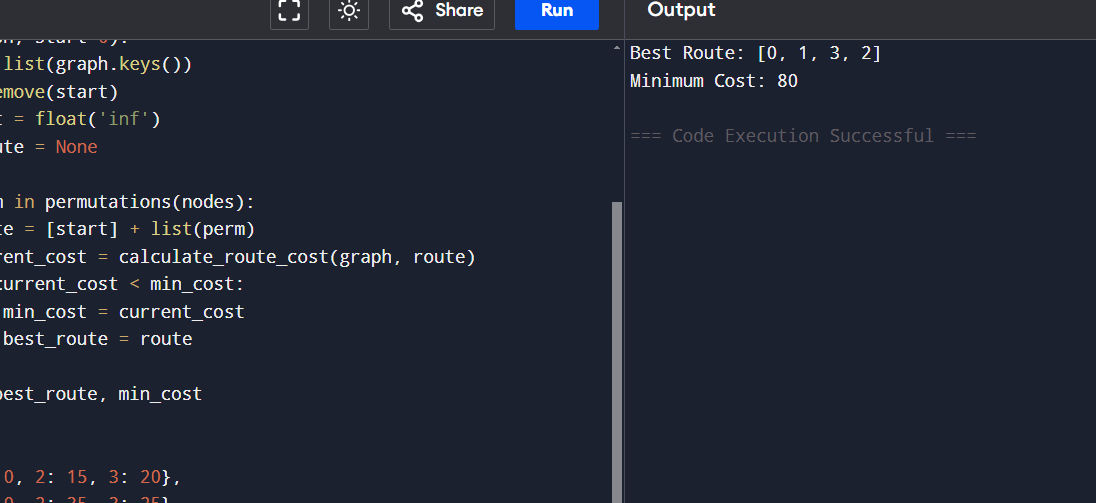 Share
Run
Output
list(graph.keys())
emove(start)
= float('inf')
ute = None
in permutations(nodes):
te = [start] + list(perm)
rent_cost = calculate_route_cost(graph, route)
current_cost < min_cost:
min_cost = current_cost
best_route = route
best_route, min_cost
0, 2: 15, 3: 20},
Best Route: [0, 1, 3, 2]
Minimum Cost: 80
=== Code Execution Successful ===